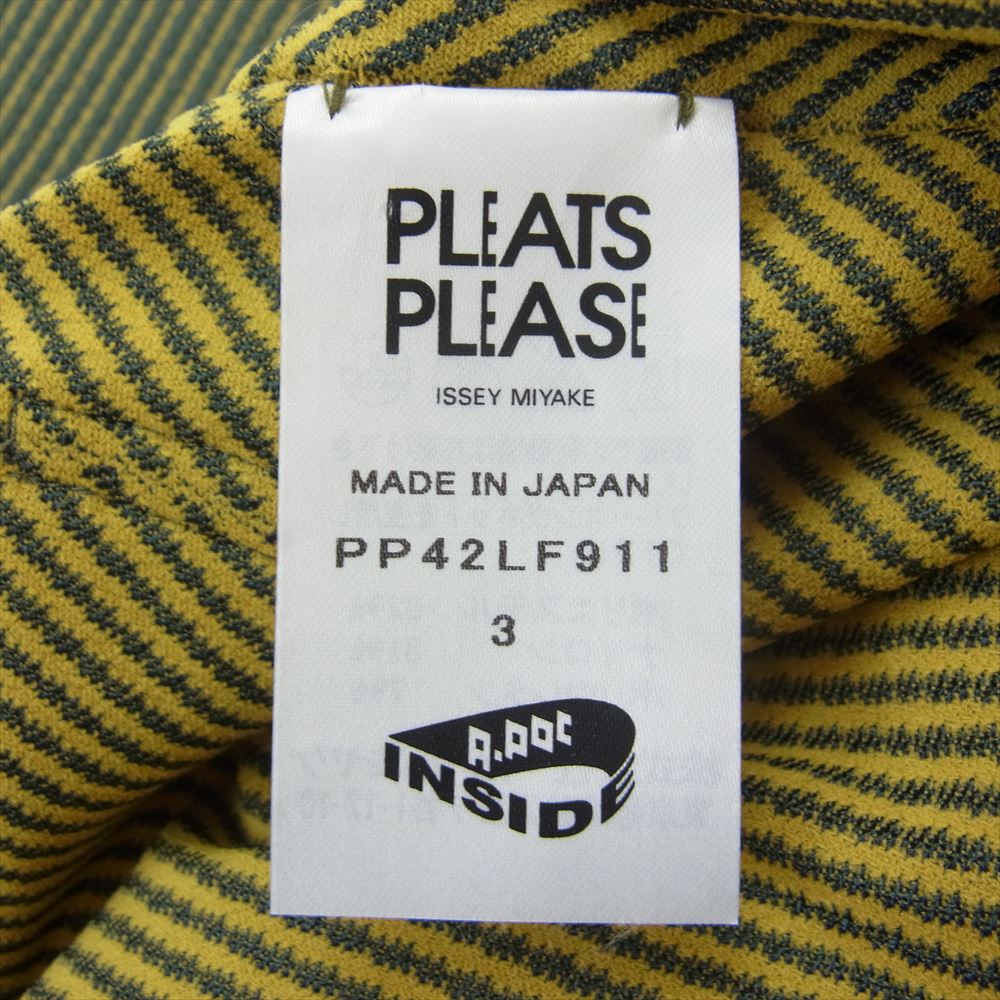 PLEATS
PLEASE
ISSEY MIYAKE
MADE IN JAPAN
PP42LF911
3
A.POC
INSIDE